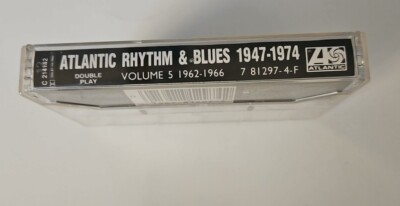 ATLANTIC RHYTHM & BLUES 1947-1974
DOUBLE PLAY VOLUME 5 1962-1966 7 81297-4-F
ATLANTIC